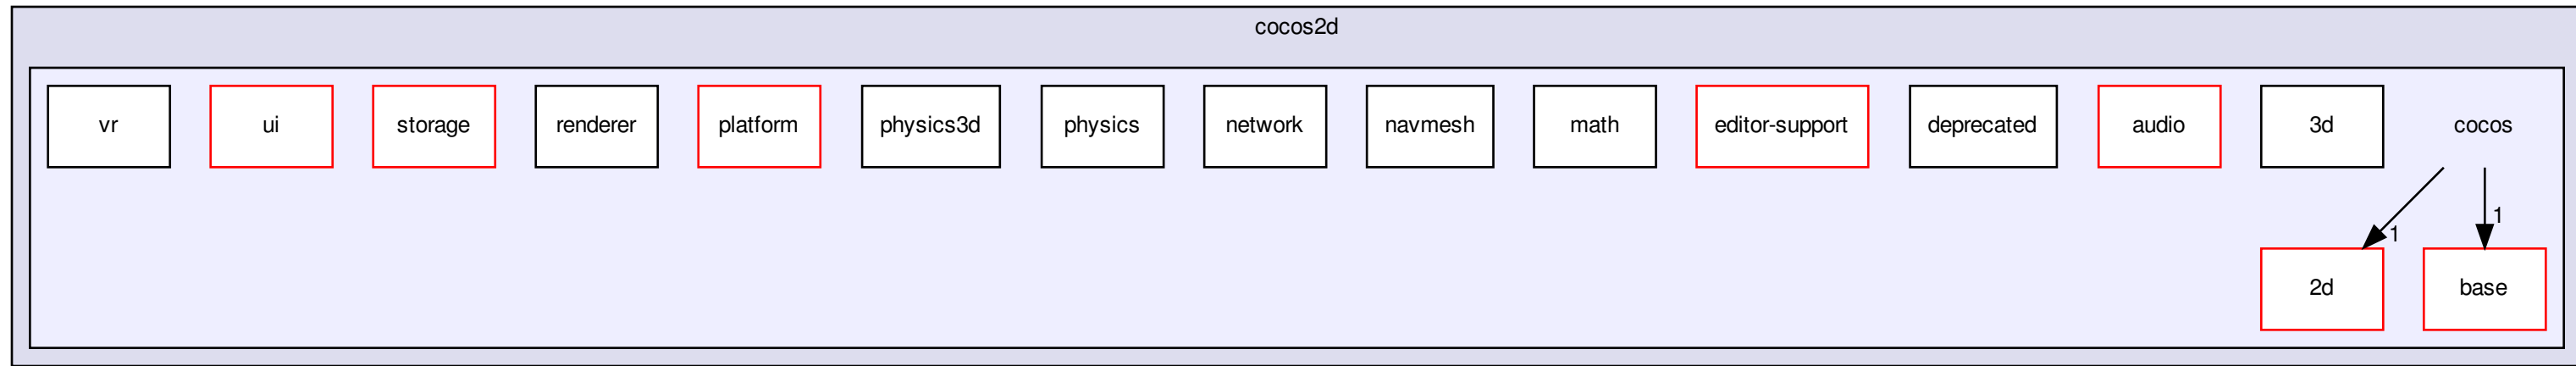 cocos2d
vr
ui
storage
renderer
platform
physics3d
physics
network
navmesh
math
editor-support
deprecated
audio
3d
cocos
1
1
2d
base